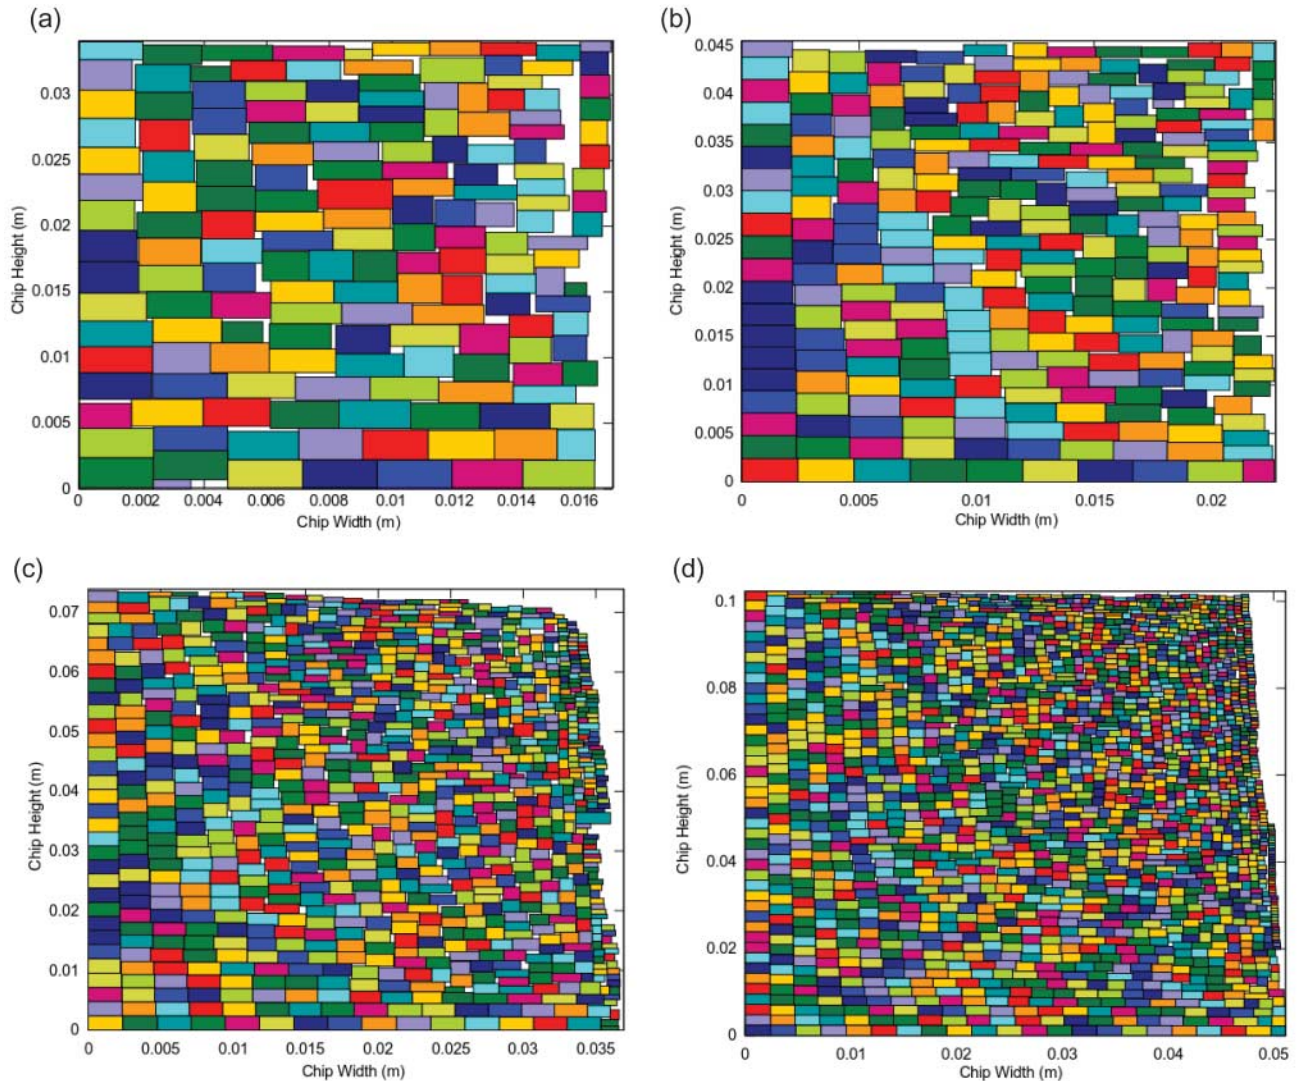 (a)
0.03
0.025
0.02
0.015
0.01
0.005
0
Chip Height (m)
0 0.002 0.004 0.006 0.008 0.01 0.012 0.014 0.016
Chip Width (m)
(b)
0.045
0.04
0.035
0.03
0.025
0.02
0.015
0.01
0.005
0
Chip Height (m)
0.005 0.01 0.015 0.02
Chip Width (m)
(c)
0.07
0.06
0.05
0.04
0.03
0.02
0.01
0
Chip Height (m)
0 0.005 0.01 0.015 0.02 0.025 0.03 0.035
Chip Width (m)
(d)
0.1
0.08
0.06
0.04
0.02
0
Chip Height (m)
0 0.01 0.02 0.03 0.04 0.05
Chip Width (m)